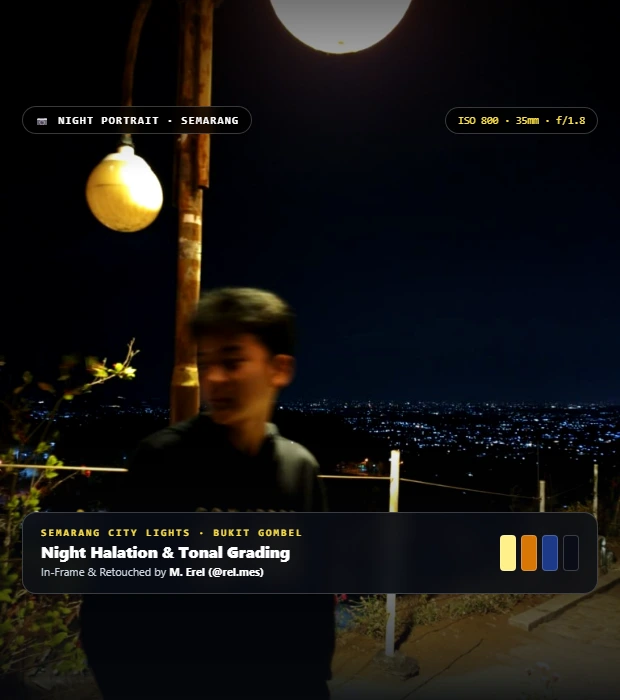 NIGHT PORTRAIT · SEMARANG
ISO 800 · 35mm · f/1.8
SEMARANG CITY LIGHTS · BUKIT GOMBEL
Night Halation & Tonal Grading
In-Frame & Retouched by M. Erel (@rel.mes)